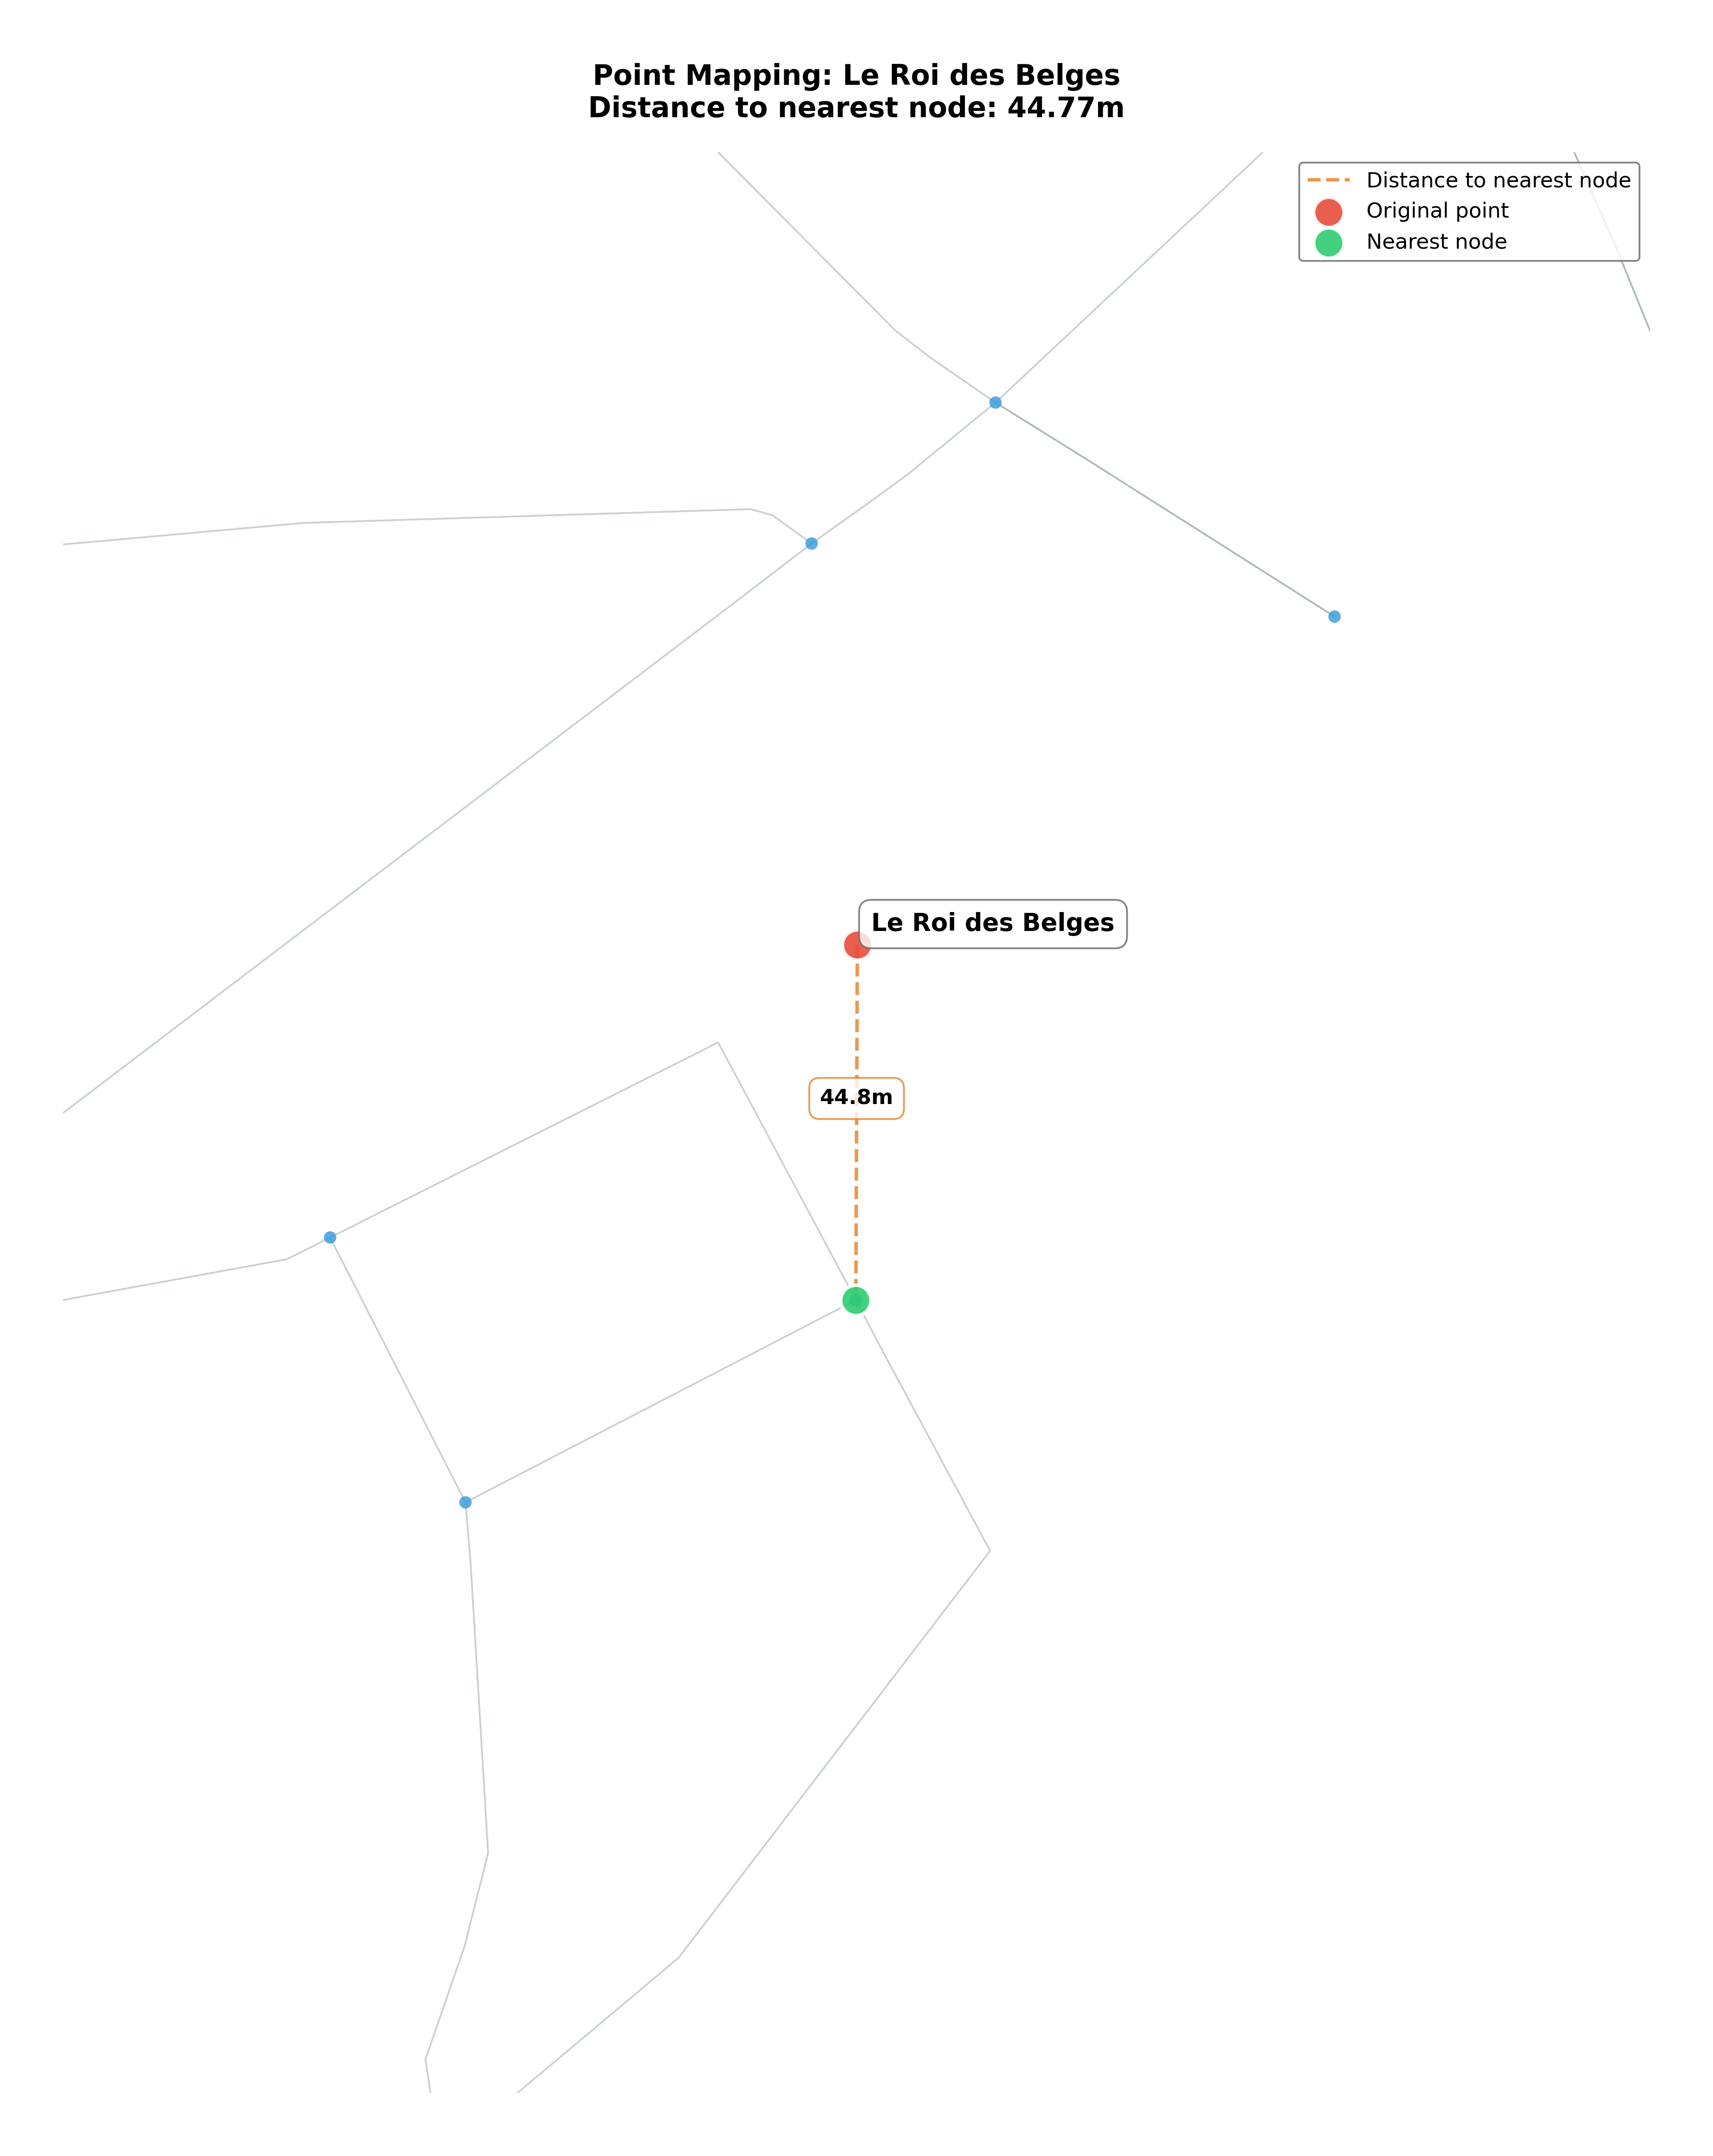 Point Mapping: Le Roi des Belges
Distance to nearest node: 44.77m
Distance to nearest node
Original point
Nearest node
Le Roi des Belges
44.8m